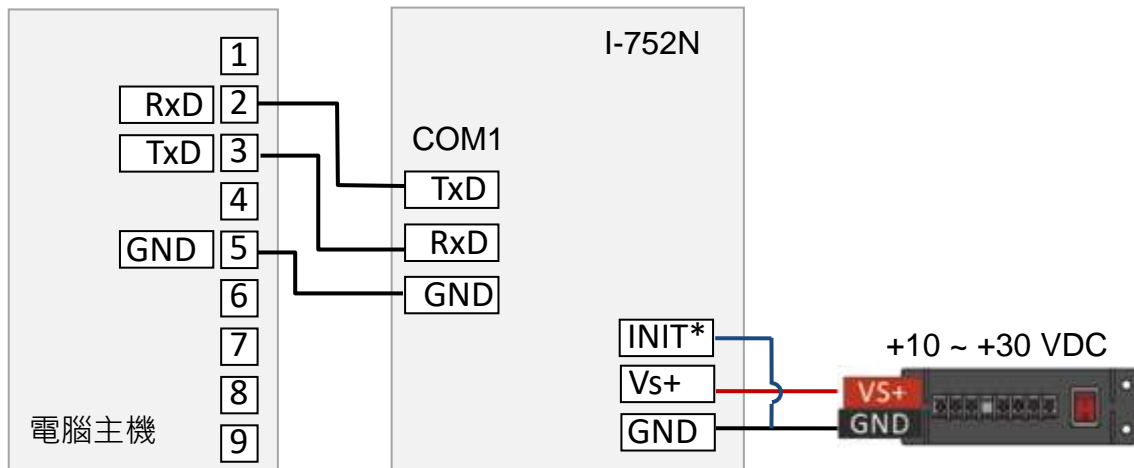 I-752N
1
RxD 2
TxD 3
4
GND 5
6
7
8
9
電腦主機
COM1
TxD
RxD
GND
INIT*
Vs+
GND
+10 ~ +30 VDC
VS+
GND